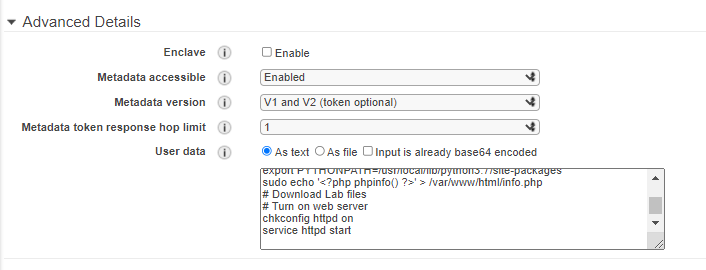 Advanced Details
Enclave i Enable
Metadata accessible i Enabled
Metadata version i V1 and V2 (token optional)
Metadata token response hop limit i 1
User data i As text As file Input is already base64 encoded
export PYTHONPATH=/usr/local/lib/python3.7/site-packages
sudo echo '<?php phpinfo() ?>' > /var/www/html/info.php
# Download Lab files
# Turn on web server
chkconfig httpd on
service httpd start